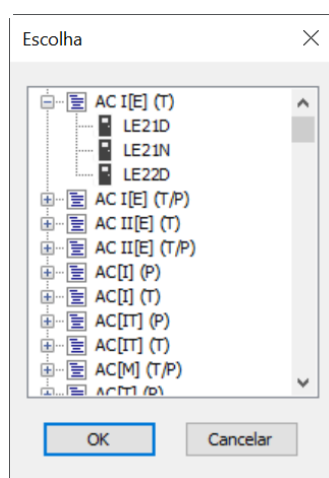 Escolha
AC I[E] (T)
LE21D
LE21N
LE22D
AC I[E] (T/P)
AC II[E] (T)
AC II[E] (T/P)
AC[I] (P)
AC[I] (T)
AC[IT] (P)
AC[IT] (T)
AC[M] (T/P)
AC[T] (P)
OK
Cancelar